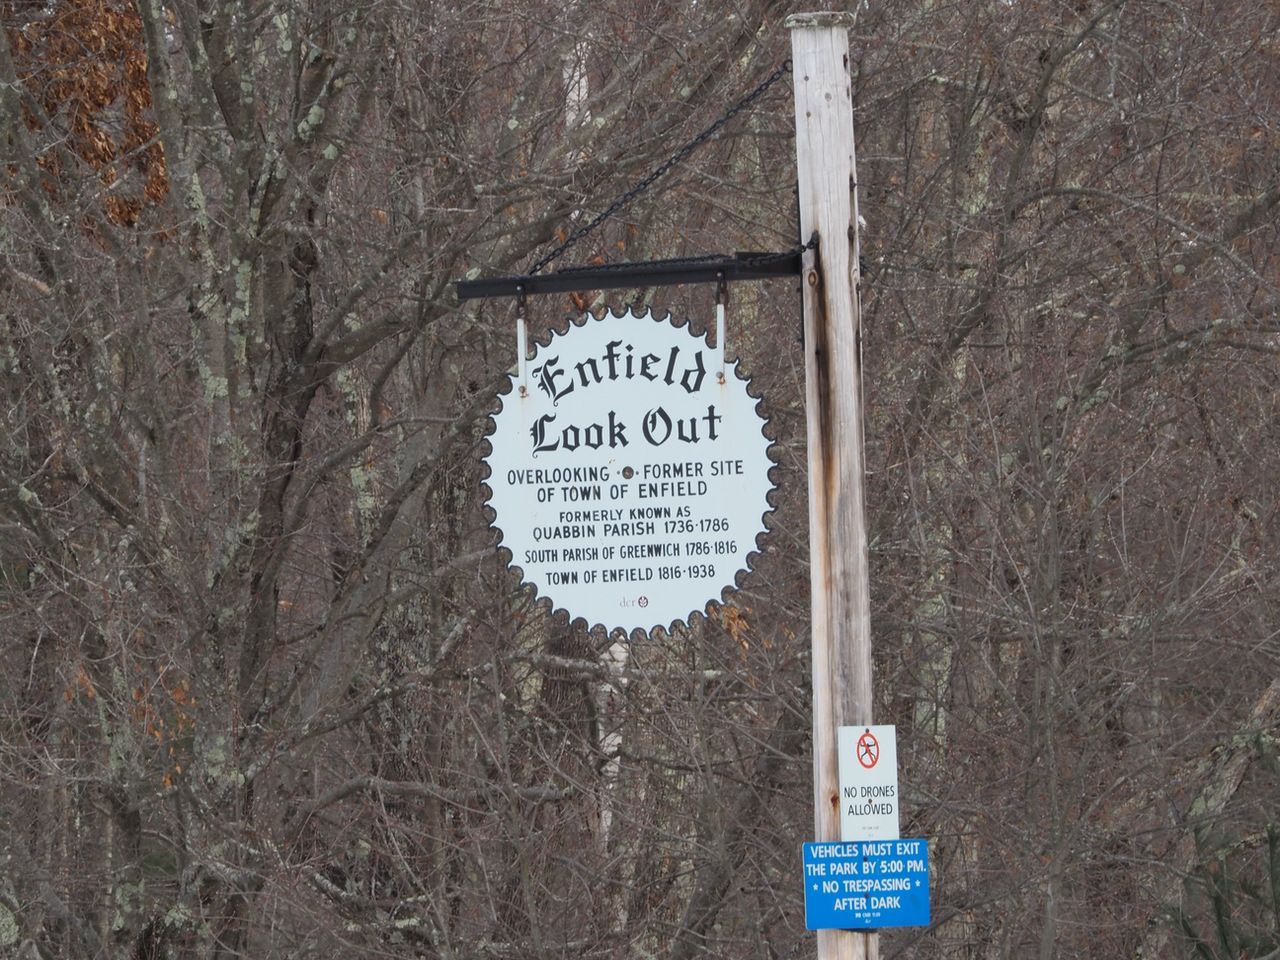 Enfield
Look Out
OVERLOOKING · · FORMER SITE
OF TOWN OF ENFIELD
FORMERLY KNOWN AS
QUABBIN PARISH 1736·1786
SOUTH PARISH OF GREENWICH 1786·1816
TOWN OF ENFIELD 1816·1938
dcr
NO DRONES
ALLOWED
VEHICLES MUST EXIT
THE PARK BY 5:00 PM.
* NO TRESPASSING *
AFTER DARK